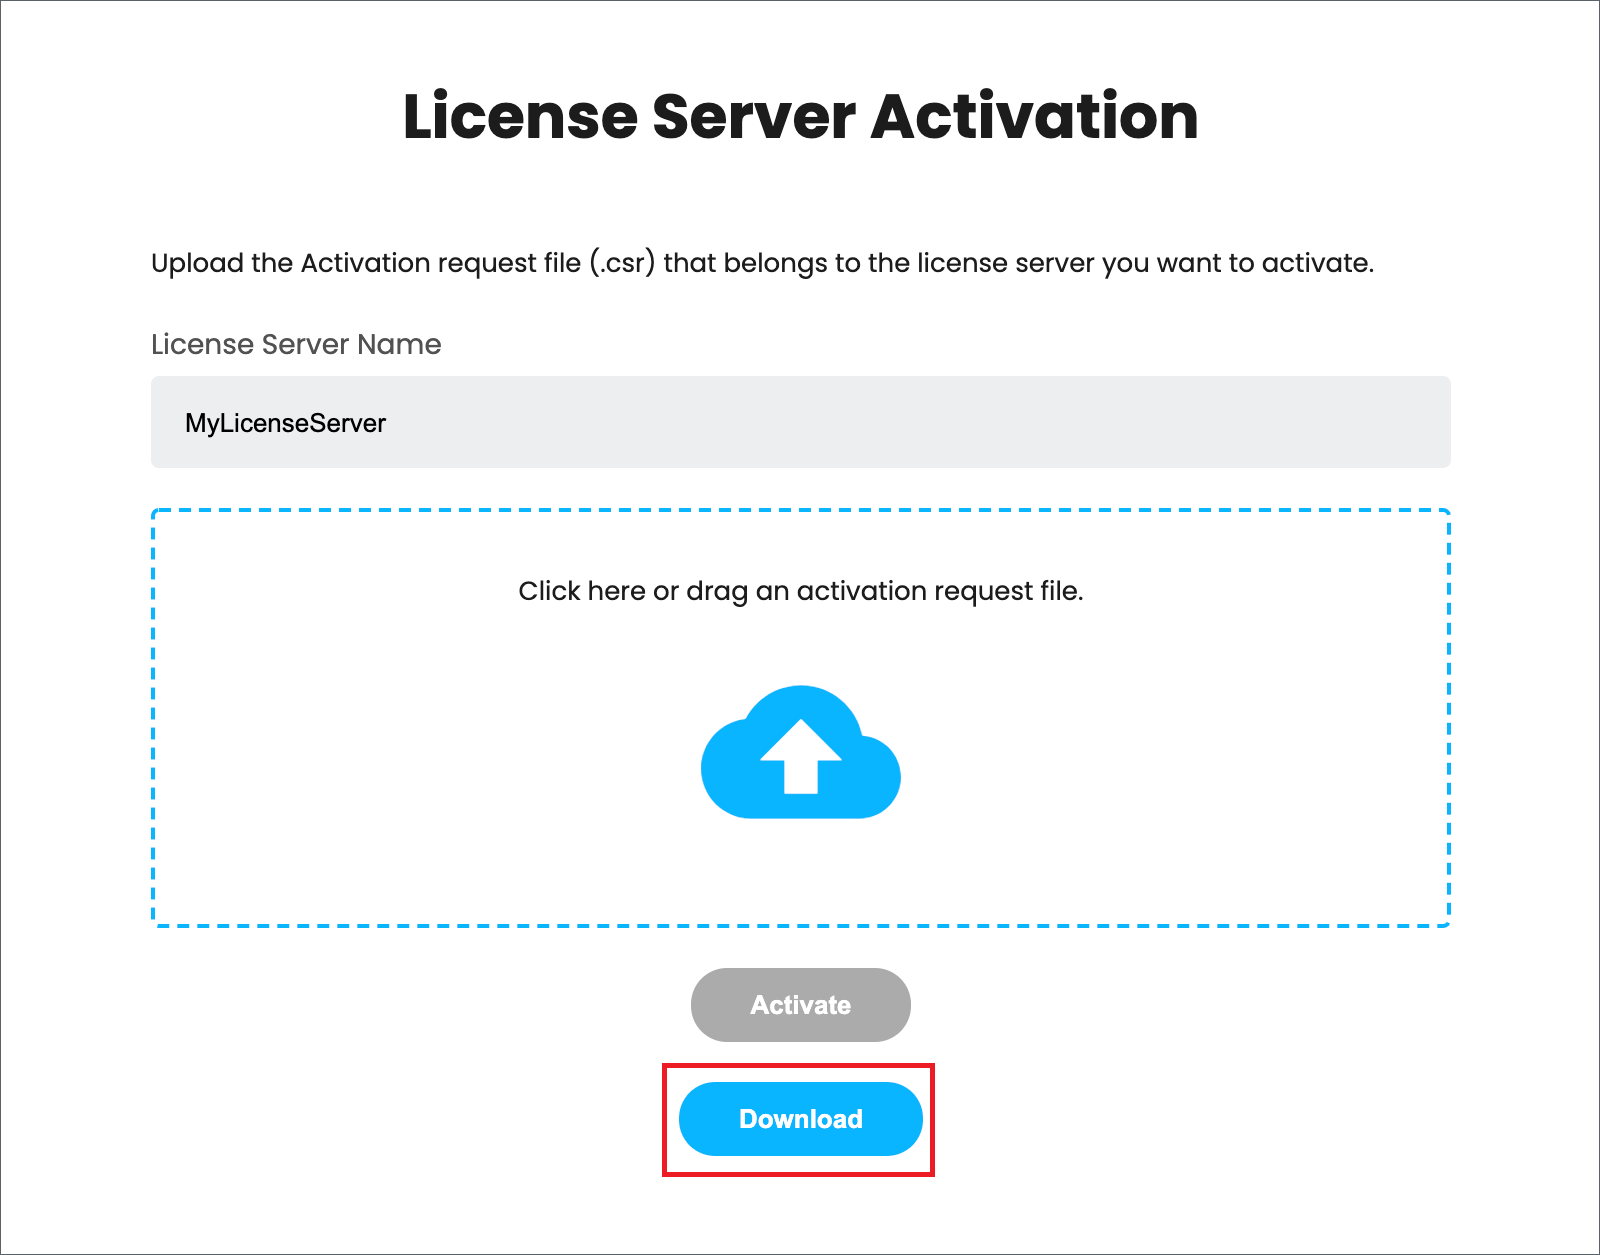 License Server Activation
Upload the Activation request file (.csr) that belongs to the license server you want to activate.
License Server Name
MyLicenseServer
Click here or drag an activation request file.
Activate
Download